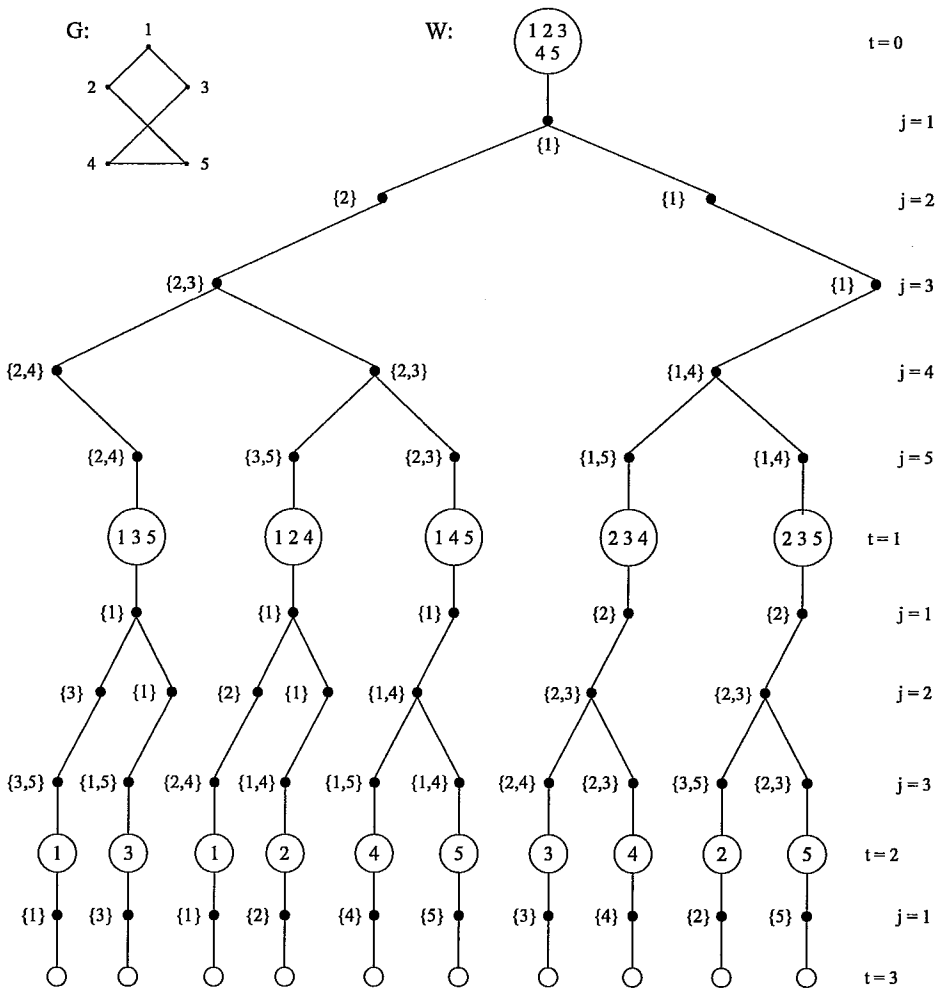 G: 1 W: 1 2 3
4 5 t = 0
2 3
4 5
{1} j = 1
{2} {1} j = 2
{2,3} {1} j = 3
{2,4} {2,3} {1,4} j = 4
{2,4} {3,5} {2,3} {1,5} {1,4} j = 5
1 3 5 1 2 4 1 4 5 2 3 4 2 3 5 t = 1
{1} {1} {1} {2} {2} j = 1
{3} {1} {2} {1} {1,4} {2,3} {2,3} j = 2
{3,5} {1,5} {2,4} {1,4} {1,5} {1,4} {2,4} {2,3} {3,5} {2,3} j = 3
1 3 1 2 4 5 3 4 2 5 t = 2
{1} {3} {1} {2} {4} {5} {3} {4} {2} {5} j = 1
t = 3